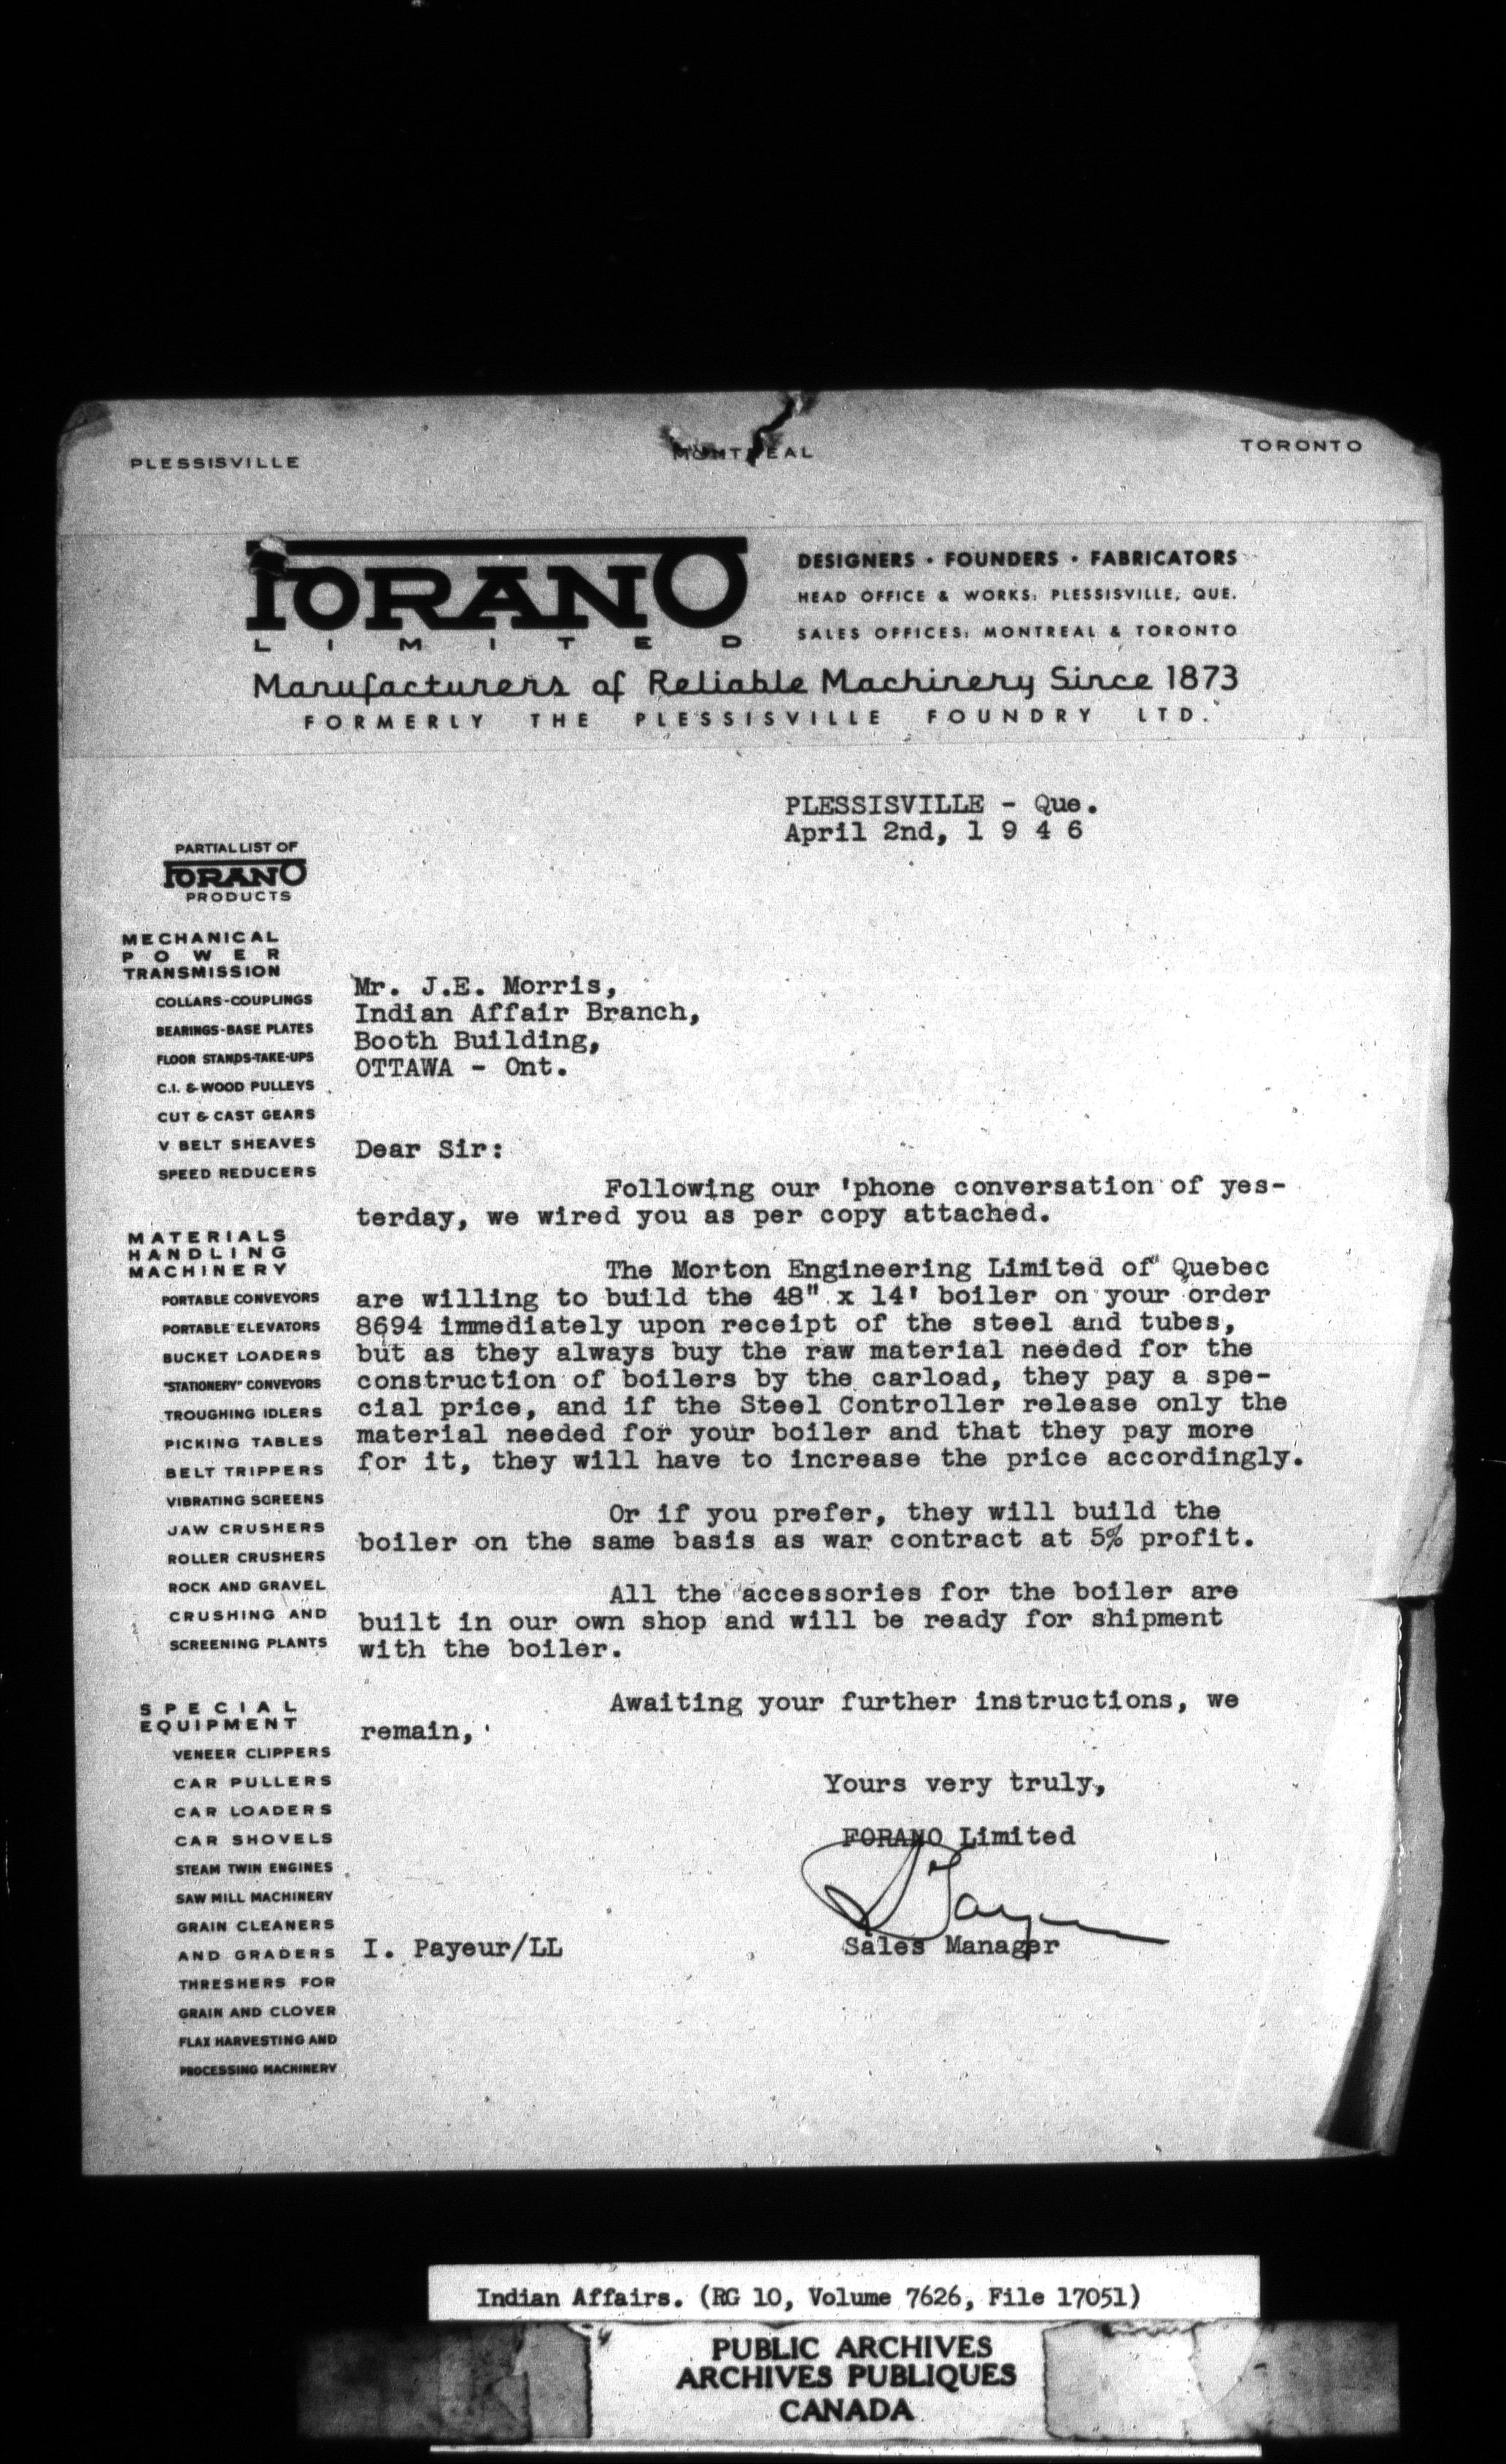 PLESSISVILLE MONTREAL TORONTO
FORANO
LIMITED
DESIGNERS · FOUNDERS · FABRICATORS
HEAD OFFICE & WORKS: PLESSISVILLE, QUE.
SALES OFFICES: MONTREAL & TORONTO
Manufacturers of Reliable Machinery Since 1873
FORMERLY THE PLESSISVILLE FOUNDRY LTD.
PLESSISVILLE - Que.
April 2nd, 1 9 4 6
PARTIAL LIST OF
FORANO
PRODUCTS
MECHANICAL
POWER
TRANSMISSION
COLLARS-COUPLINGS
BEARINGS-BASE PLATES
FLOOR STANDS-TAKE-UPS
C.I. & WOOD PULLEYS
CUT & CAST GEARS
V BELT SHEAVES
SPEED REDUCERS
MATERIALS
HANDLING
MACHINERY
PORTABLE CONVEYORS
PORTABLE ELEVATORS
BUCKET LOADERS
"STATIONERY" CONVEYORS
TROUGHING IDLERS
PICKING TABLES
BELT TRIPPERS
VIBRATING SCREENS
JAW CRUSHERS
ROLLER CRUSHERS
ROCK AND GRAVEL
CRUSHING AND
SCREENING PLANTS
SPECIAL
EQUIPMENT
VENEER CLIPPERS
CAR PULLERS
CAR LOADERS
CAR SHOVELS
STEAM TWIN ENGINES
SAW MILL MACHINERY
GRAIN CLEANERS
AND GRADERS
THRESHERS FOR
GRAIN AND CLOVER
FLAX HARVESTING AND
PROCESSING MACHINERY
Mr. J.E. Morris,
Indian Affair Branch,
Booth Building,
OTTAWA - Ont.
Dear Sir:
Following our 'phone conversation of yes-
terday, we wired you as per copy attached.
The Morton Engineering Limited of Quebec
are willing to build the 48" x 14' boiler on your order
8694 immediately upon receipt of the steel and tubes,
but as they always buy the raw material needed for the
construction of boilers by the carload, they pay a spe-
cial price, and if the Steel Controller release only the
material needed for your boiler and that they pay more
for it, they will have to increase the price accordingly.
Or if you prefer, they will build the
boiler on the same basis as war contract at 5% profit.
All the accessories for the boiler are
built in our own shop and will be ready for shipment
with the boiler.
Awaiting your further instructions, we
remain,
Yours very truly,
FORANO Limited
Sales Manager
I. Payeur/LL
Indian Affairs. (RG 10, Volume 7626, File 17051)
PUBLIC ARCHIVES
ARCHIVES PUBLIQUES
CANADA